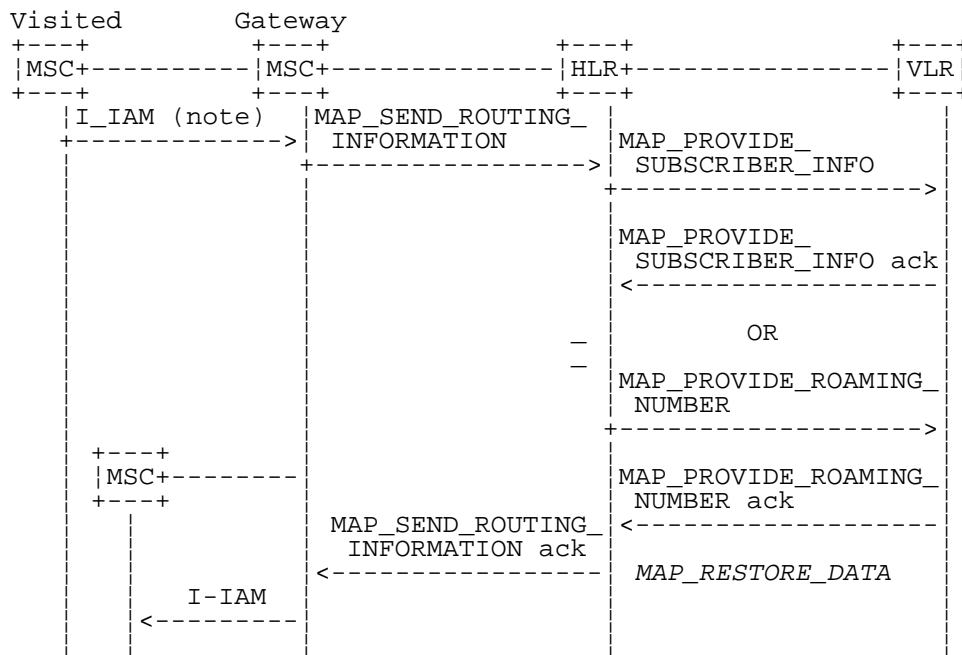 Visited Gateway
MSC MSC HLR VLR
I_IAM (note) MAP_SEND_ROUTING_
INFORMATION MAP_PROVIDE_
SUBSCRIBER_INFO
MAP_PROVIDE_
SUBSCRIBER_INFO ack
OR
MAP_PROVIDE_ROAMING_
NUMBER
MSC MAP_PROVIDE_ROAMING_
NUMBER ack
MAP_SEND_ROUTING_
INFORMATION ack
MAP_RESTORE_DATA
I-IAM